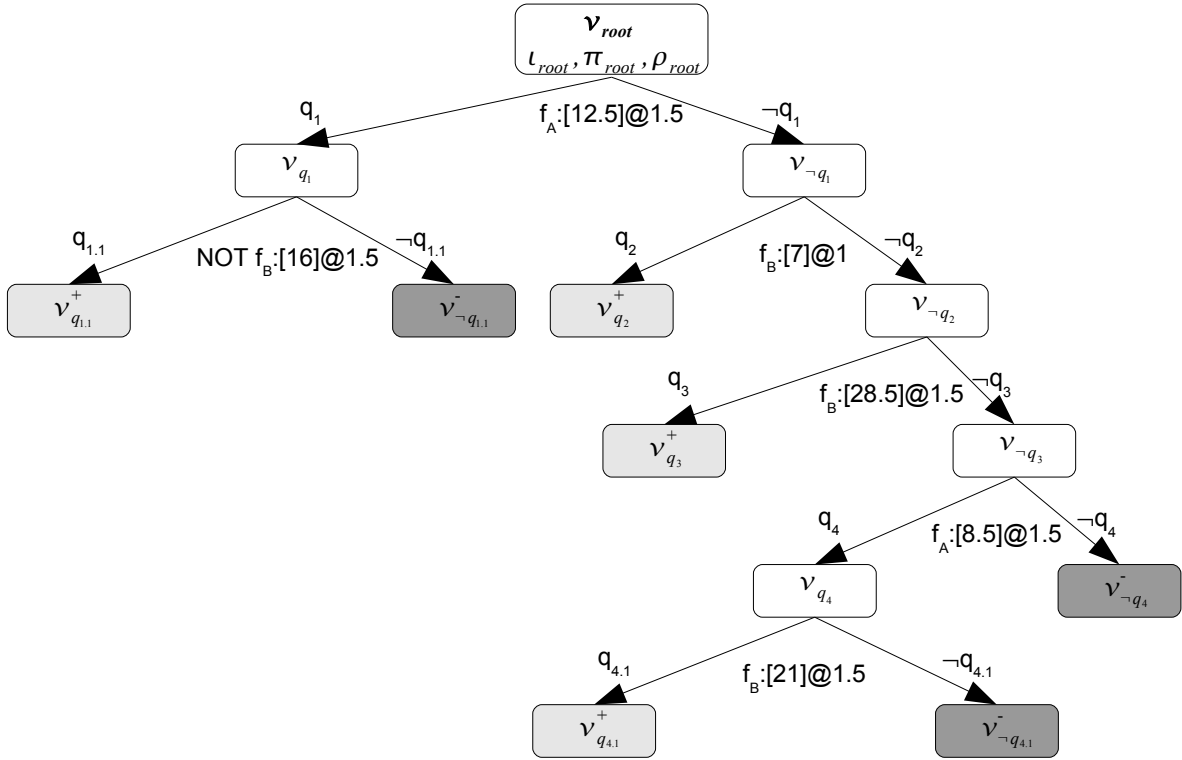 ν_root
ι_root, π_root, ρ_root
q_1
f_A:[12.5]@1.5
¬q_1
ν_q_1
ν_¬q_1
q_1.1
NOT f_B:[16]@1.5
¬q_1.1
q_2
f_B:[7]@1
¬q_2
ν^+_q_1.1
ν^-_¬q_1.1
ν^+_q_2
ν_¬q_2
q_3
f_B:[28.5]@1.5
¬q_3
ν^+_q_3
ν_¬q_3
q_4
f_A:[8.5]@1.5
¬q_4
ν_q_4
ν^-_¬q_4
q_4.1
f_B:[21]@1.5
¬q_4.1
ν^+_q_4.1
ν^-_¬q_4.1